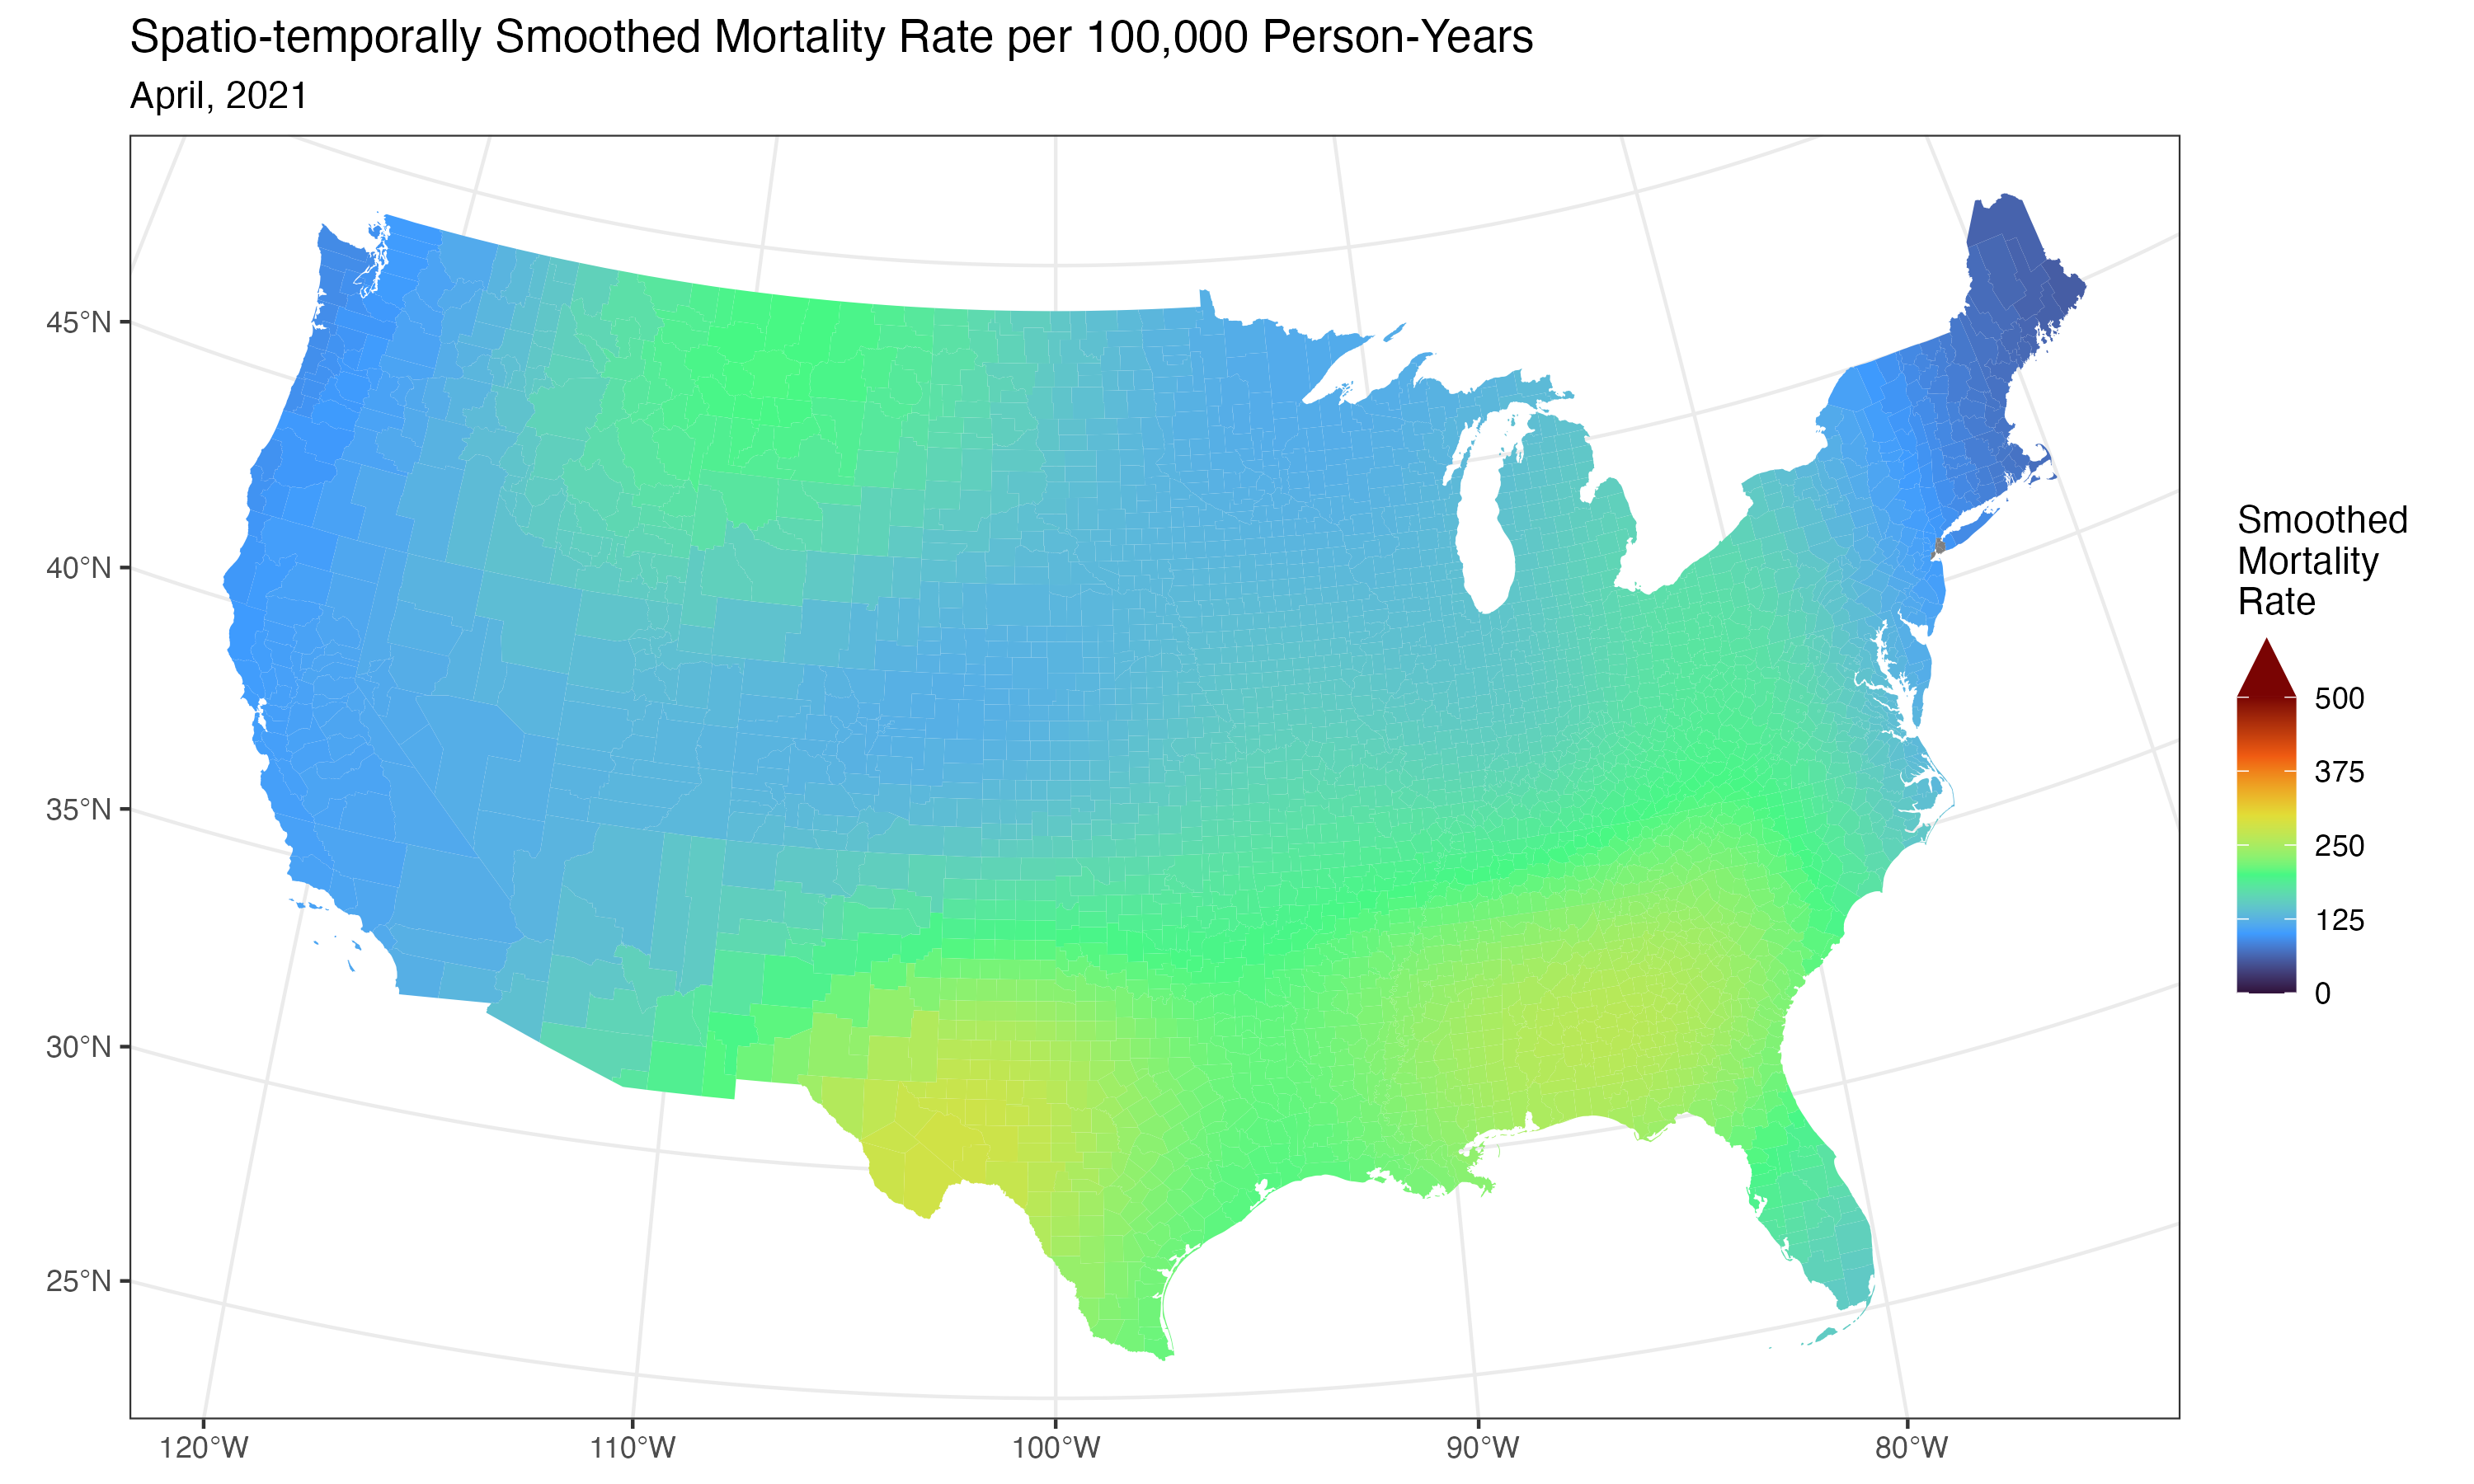 Spatio-temporally Smoothed Mortality Rate per 100,000 Person-Years
April, 2021
45°N
40°N
35°N
30°N
25°N
120°W
110°W
100°W
90°W
80°W
Smoothed
Mortality
Rate
500
375
250
125
0